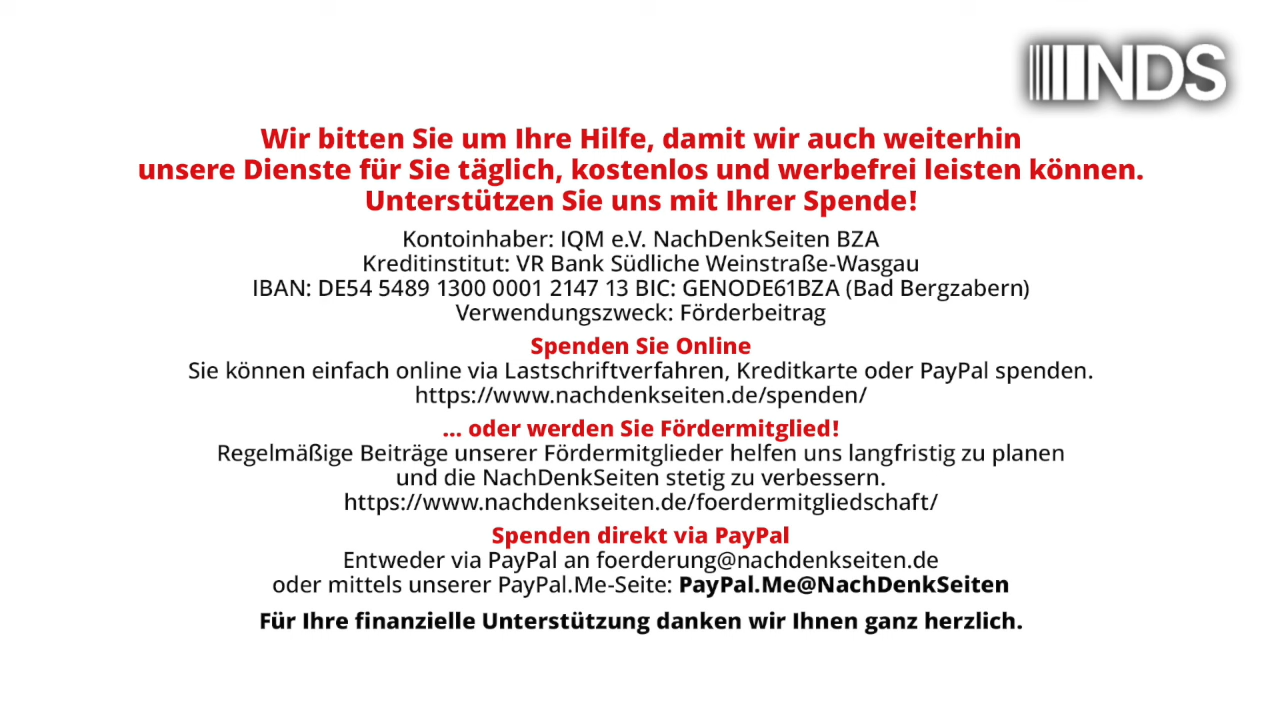 NDS
Wir bitten Sie um Ihre Hilfe, damit wir auch weiterhin
unsere Dienste für Sie täglich, kostenlos und werbefrei leisten können.
Unterstützen Sie uns mit Ihrer Spende!
Kontoinhaber: IQM e.V. NachDenkSeiten BZA
Kreditinstitut: VR Bank Südliche Weinstraße-Wasgau
IBAN: DE54 5489 1300 0001 2147 13 BIC: GENODE61BZA (Bad Bergzabern)
Verwendungszweck: Förderbeitrag
Spenden Sie Online
Sie können einfach online via Lastschriftverfahren, Kreditkarte oder PayPal spenden.
https://www.nachdenkseiten.de/spenden/
... oder werden Sie Fördermitglied!
Regelmäßige Beiträge unserer Fördermitglieder helfen uns langfristig zu planen
und die NachDenkSeiten stetig zu verbessern.
https://www.nachdenkseiten.de/foerdermitgliedschaft/
Spenden direkt via PayPal
Entweder via PayPal an foerderung@nachdenkseiten.de
oder mittels unserer PayPal.Me-Seite: PayPal.Me@NachDenkSeiten
Für Ihre finanzielle Unterstützung danken wir Ihnen ganz herzlich.